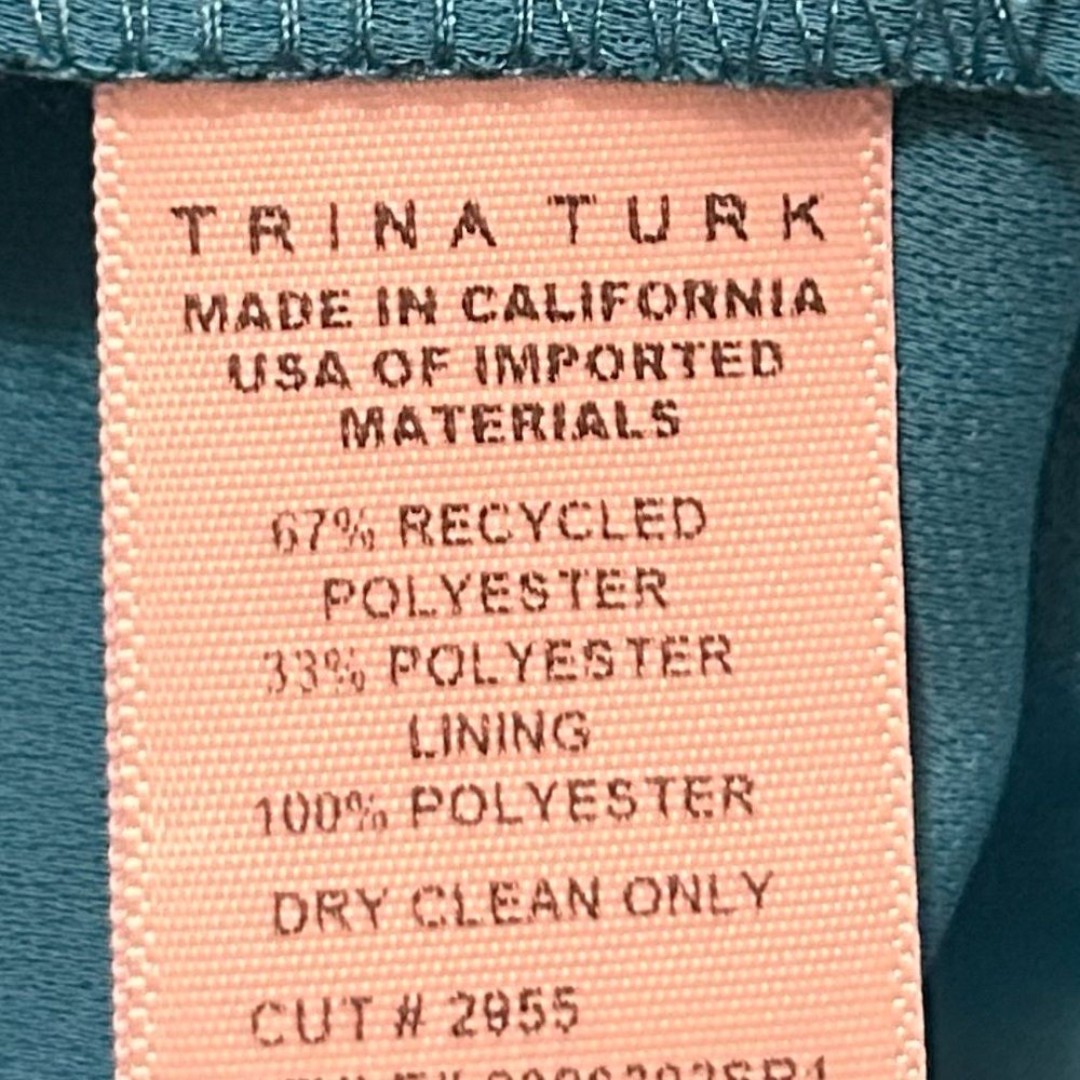 TRINA TURK
MADE IN CALIFORNIA
USA OF IMPORTED
MATERIALS
67% RECYCLED
POLYESTER
33% POLYESTER
LINING
100% POLYESTER
DRY CLEAN ONLY
CUT # 2955